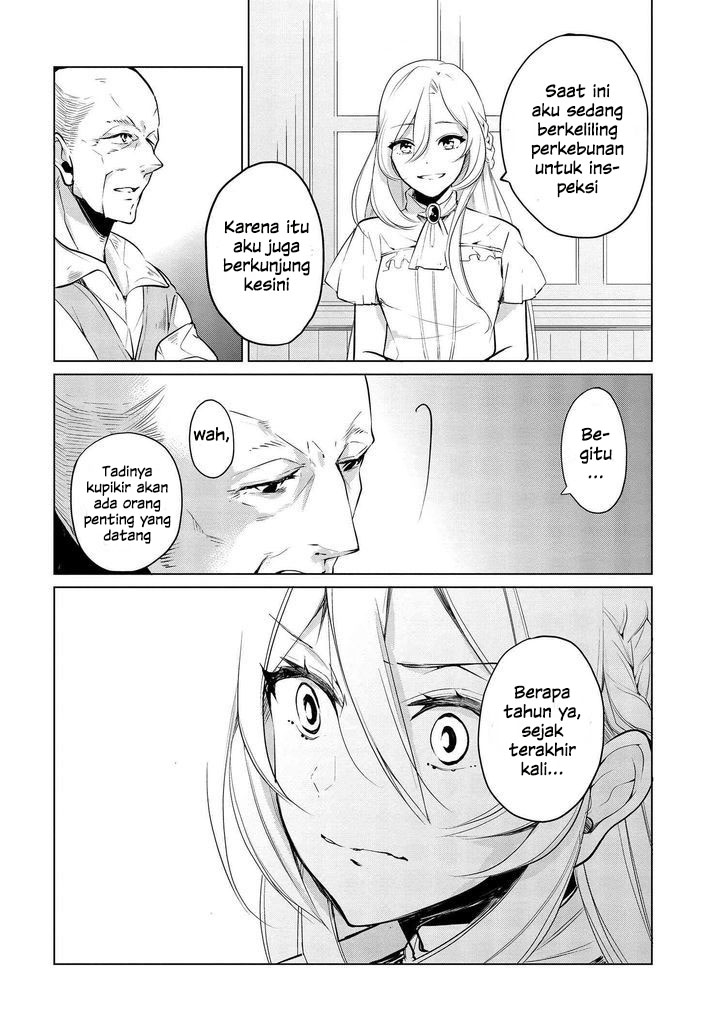 Saat ini
aku sedang
berkeliling
perkebunan
untuk ins-
peksi
Karena itu
aku juga
berkunjung
kesini
Be-
gitu
...
wah,
Tadinya
kupikir akan
ada orang
penting yang
datang
Berapa
tahun ya,
sejak
terakhir
kali...